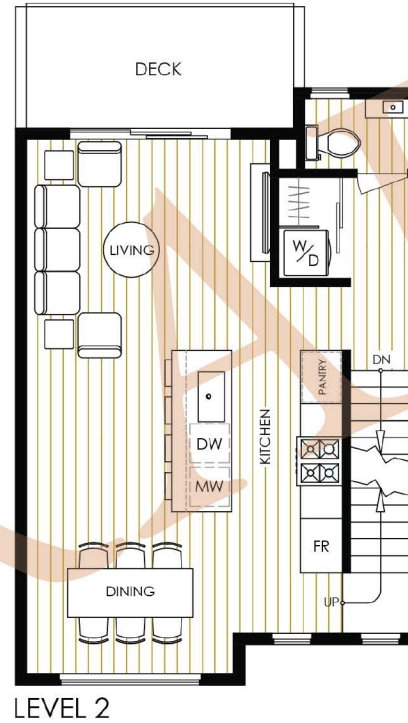 DECK
LIVING
W/D
DN
PANTRY
KITCHEN
DW
MW
FR
DINING
UP
LEVEL 2